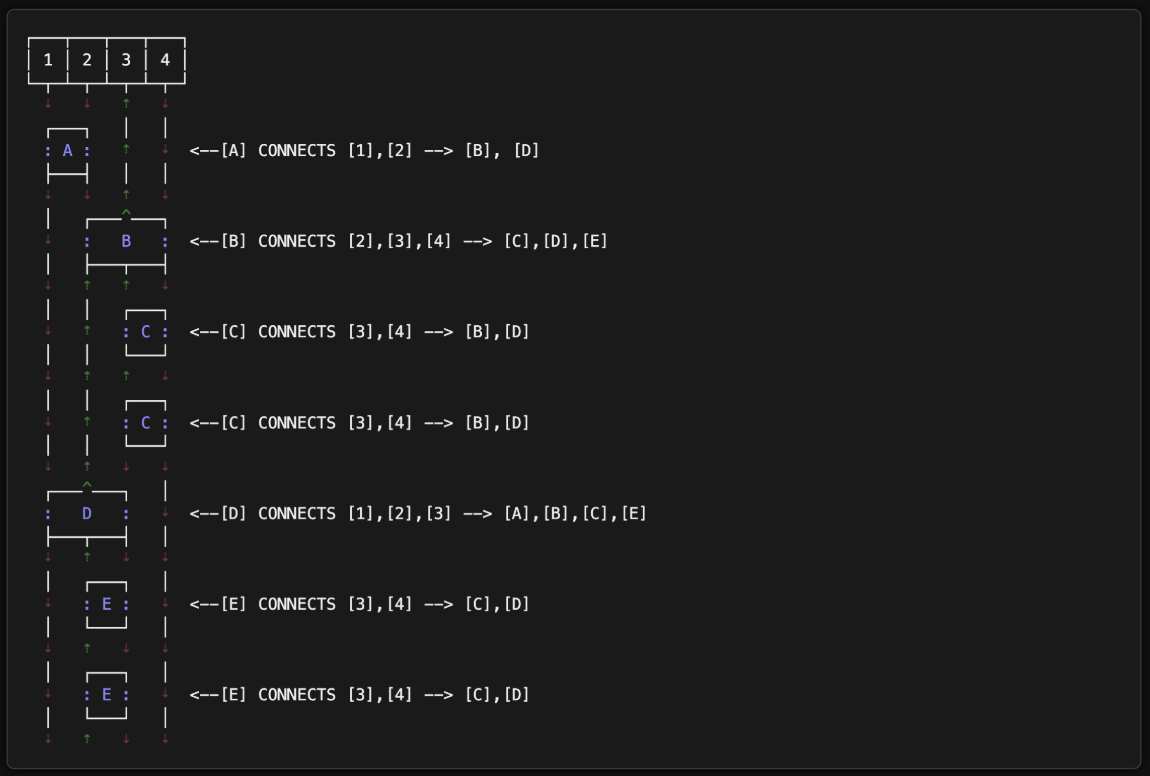 1 2 3 4
: A : <--[A] CONNECTS [1],[2] --> [B], [D]
: B : <--[B] CONNECTS [2],[3],[4] --> [C],[D],[E]
: C : <--[C] CONNECTS [3],[4] --> [B],[D]
: C : <--[C] CONNECTS [3],[4] --> [B],[D]
: D : <--[D] CONNECTS [1],[2],[3] --> [A],[B],[C],[E]
: E : <--[E] CONNECTS [3],[4] --> [C],[D]
: E : <--[E] CONNECTS [3],[4] --> [C],[D]